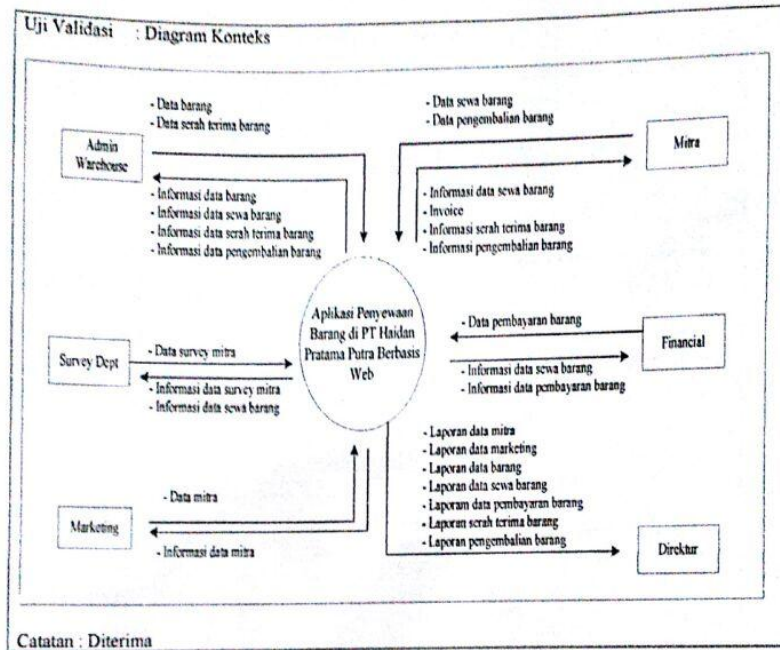 Uji Validasi : Diagram Konteks
- Data barang
- Data serah terima barang
Admin
Warehouse
- Informasi data barang
- Informasi data sewa barang
- Informasi data serah terima barang
- Informasi data pengembalian barang
- Data sewa barang
- Data pengembalian barang
Mitra
- Informasi data sewa barang
- Invoice
- Informasi serah terima barang
- Informasi pengembalian barang
Aplikasi Penyewaan
Barang di PT Haidan
Pratama Putra Berbasis
Web
Survey Dept
- Data survey mitra
- Informasi data survey mitra
- Informasi data sewa barang
- Data pembayaran barang
Financial
- Informasi data sewa barang
- Informasi data pembayaran barang
Marketing
- Data mitra
- Informasi data mitra
- Laporan data mitra
- Laporan data marketing
- Laporan data barang
- Laporan data sewa barang
- Laporam data pembayaran barang
- Laporan serah terima barang
- Laporan pengembalian barang
Direktur
Catatan : Diterima